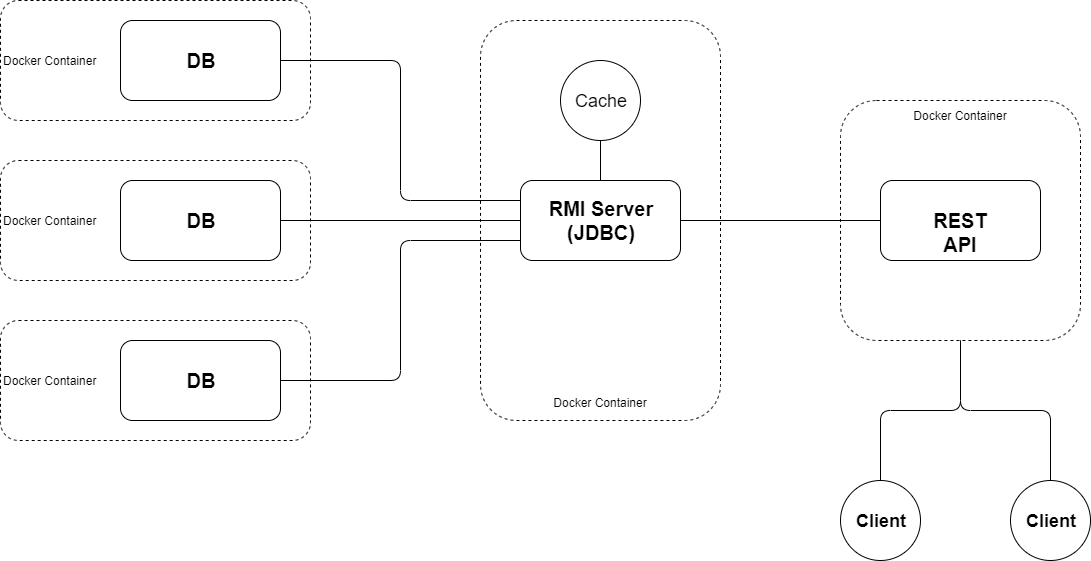 Docker Container
DB
Docker Container
DB
Docker Container
DB
Cache
RMI Server
(JDBC)
Docker Container
Docker Container
REST
API
Client
Client